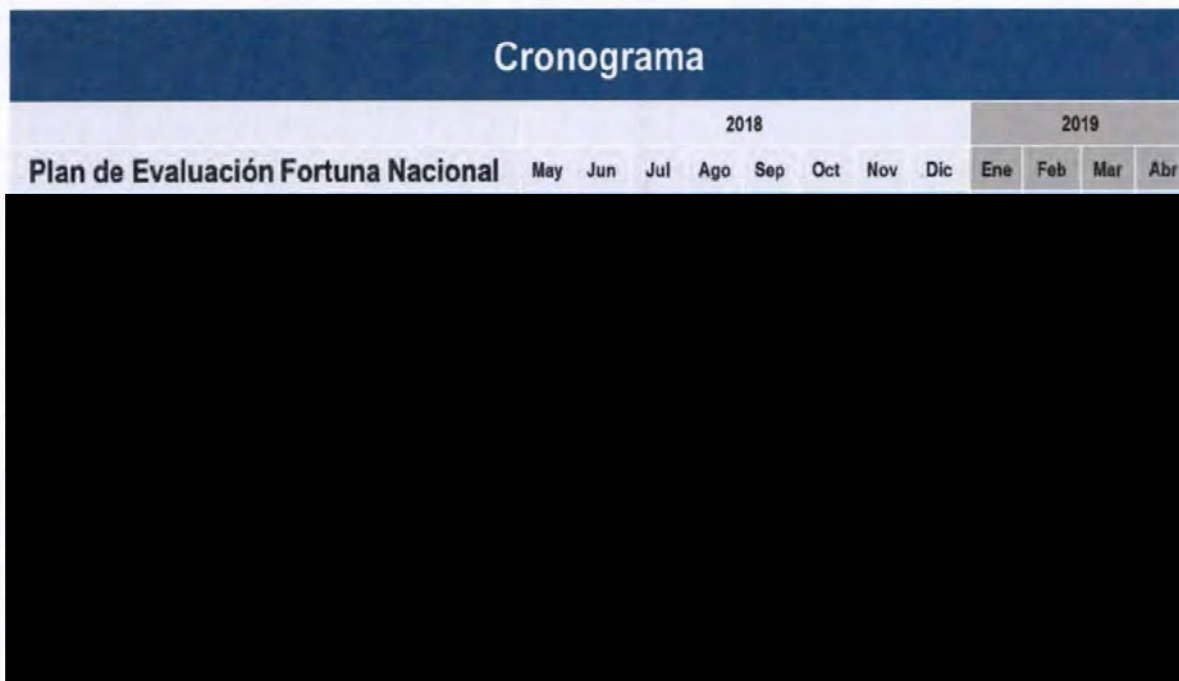 Cronograma
2018 2019
Plan de Evaluación Fortuna Nacional May Jun Jul Ago Sep Oct Nov Dic Ene Feb Mar Abr